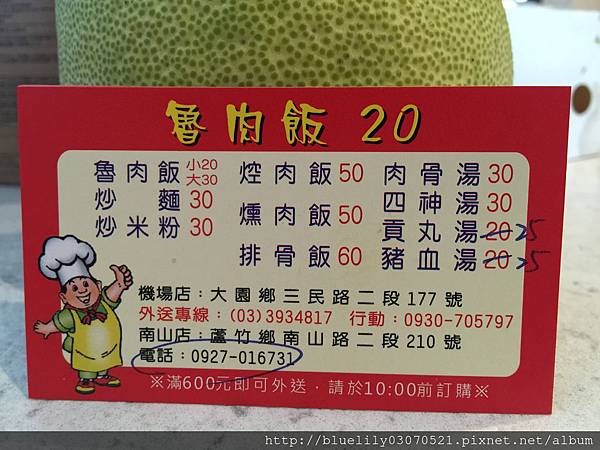 魯肉飯 20
魯肉飯 小20 大30
炒麵 30
炒米粉 30
焢肉飯 50
燻肉飯 50
排骨飯 60
肉骨湯 30
四神湯 30
貢丸湯 20 25
豬血湯 20 25
機場店：大園鄉三民路二段177號
外送專線：(03)3934817 行動：0930-705797
南山店：蘆竹鄉南山路二段210號
電話：0927-016731
※滿600元即可外送，請於10:00前訂購※
http://bluelily03070521.pixnet.net/album